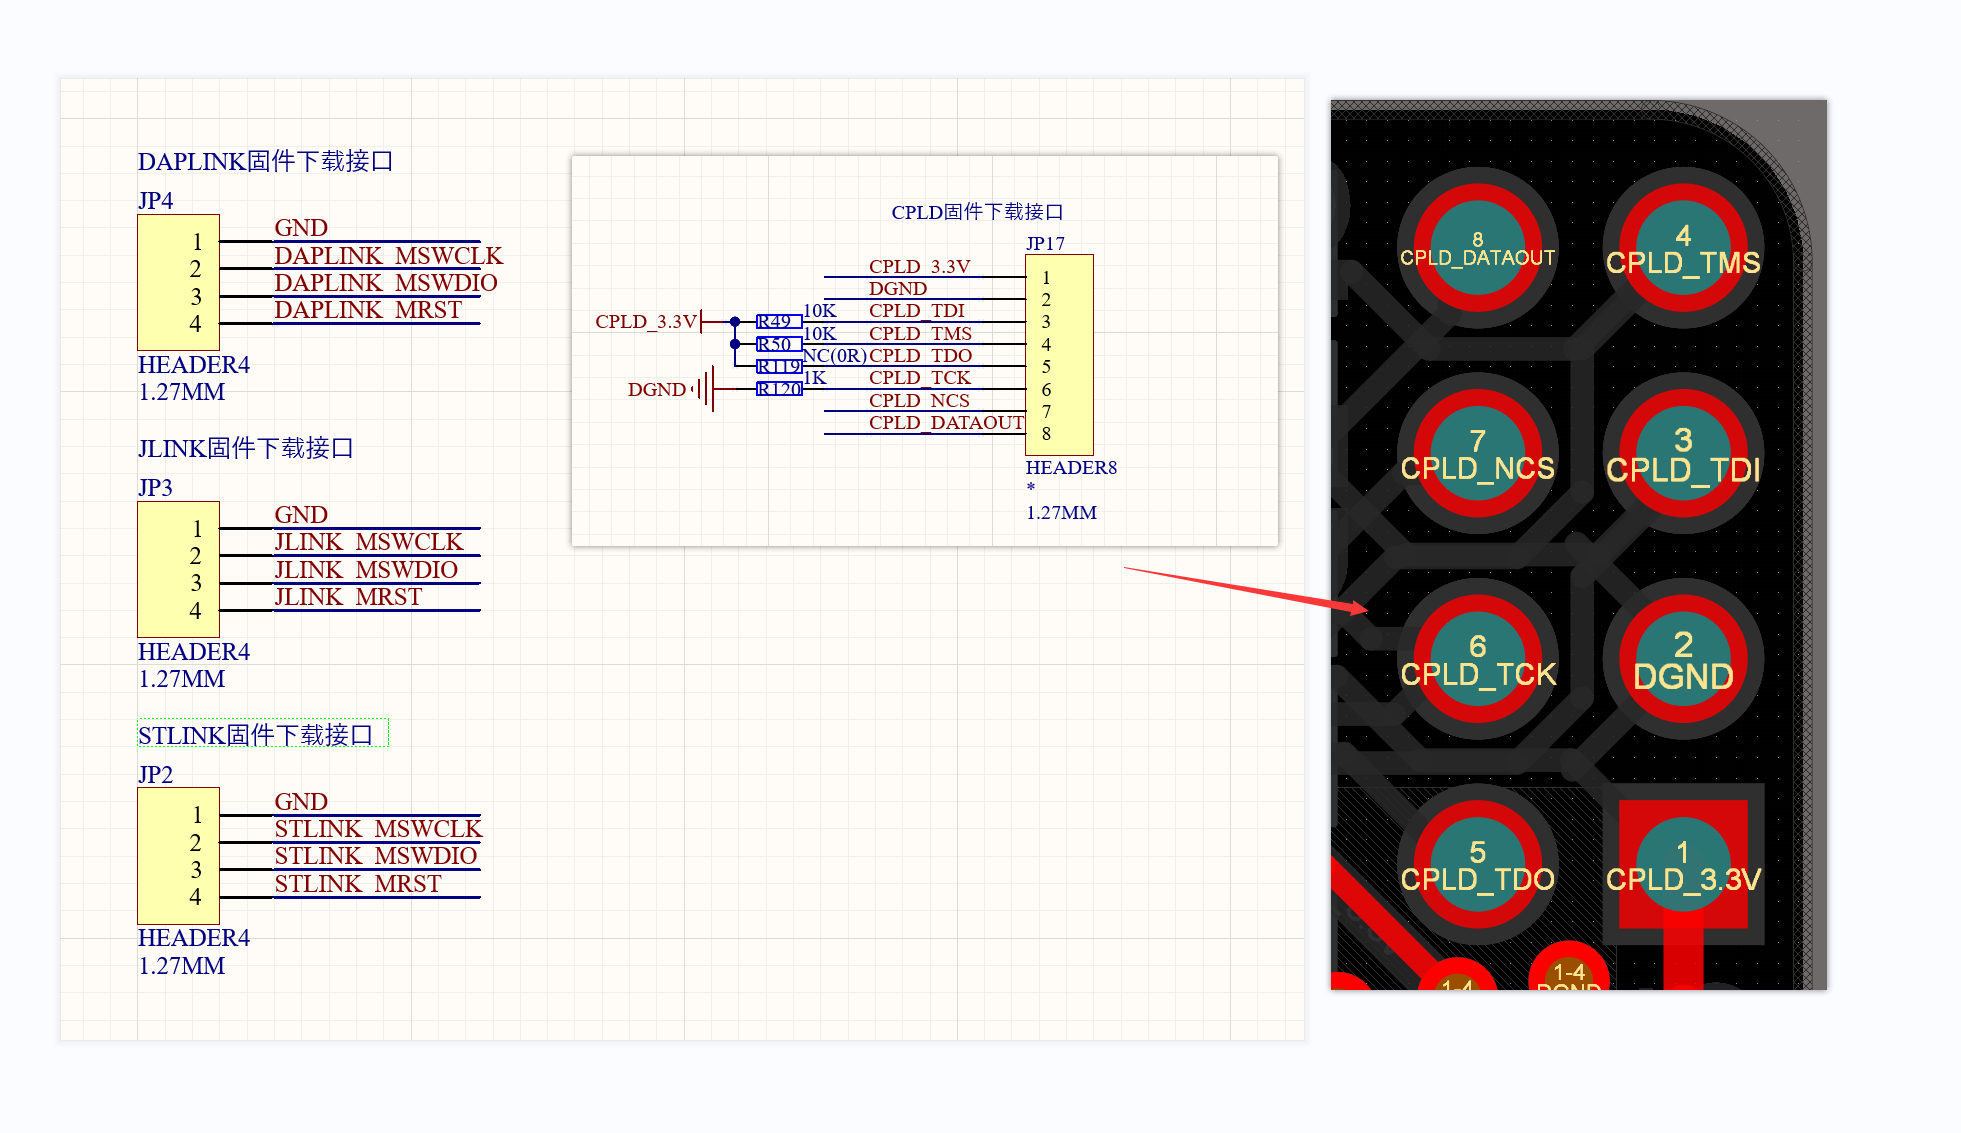 DAPLINK固件下载接口
JP4
1 GND
2 DAPLINK_MSWCLK
3 DAPLINK_MSWDIO
4 DAPLINK_MRST
HEADER4
1.27MM
JLINK固件下载接口
JP3
1 GND
2 JLINK_MSWCLK
3 JLINK_MSWDIO
4 JLINK_MRST
HEADER4
1.27MM
STLINK固件下载接口
JP2
1 GND
2 STLINK_MSWCLK
3 STLINK_MSWDIO
4 STLINK_MRST
HEADER4
1.27MM
CPLD固件下载接口
JP17
CPLD_3.3V 1
DGND 2
CPLD_3.3V R49 10K CPLD_TDI 3
R50 10K CPLD_TMS 4
R119 NC(0R) CPLD_TDO 5
DGND R120 1K CPLD_TCK 6
CPLD_NCS 7
CPLD_DATAOUT 8
HEADER8
*
1.27MM
8
CPLD_DATAOUT
4
CPLD_TMS
7
CPLD_NCS
3
CPLD_TDI
6
CPLD_TCK
2
DGND
5
CPLD_TDO
1
CPLD_3.3V
1-4
1-4
DGND